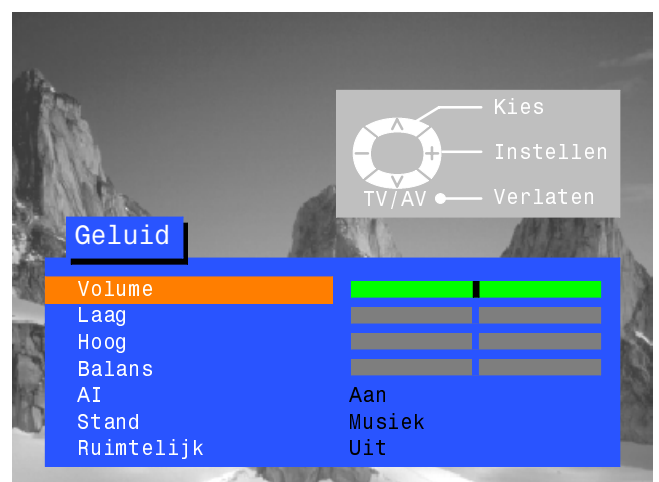 Kies
Instellen
TV/AV Verlaten
Geluid
Volume
Laag
Hoog
Balans
AI Aan
Stand Musiek
Ruimtelijk Uit